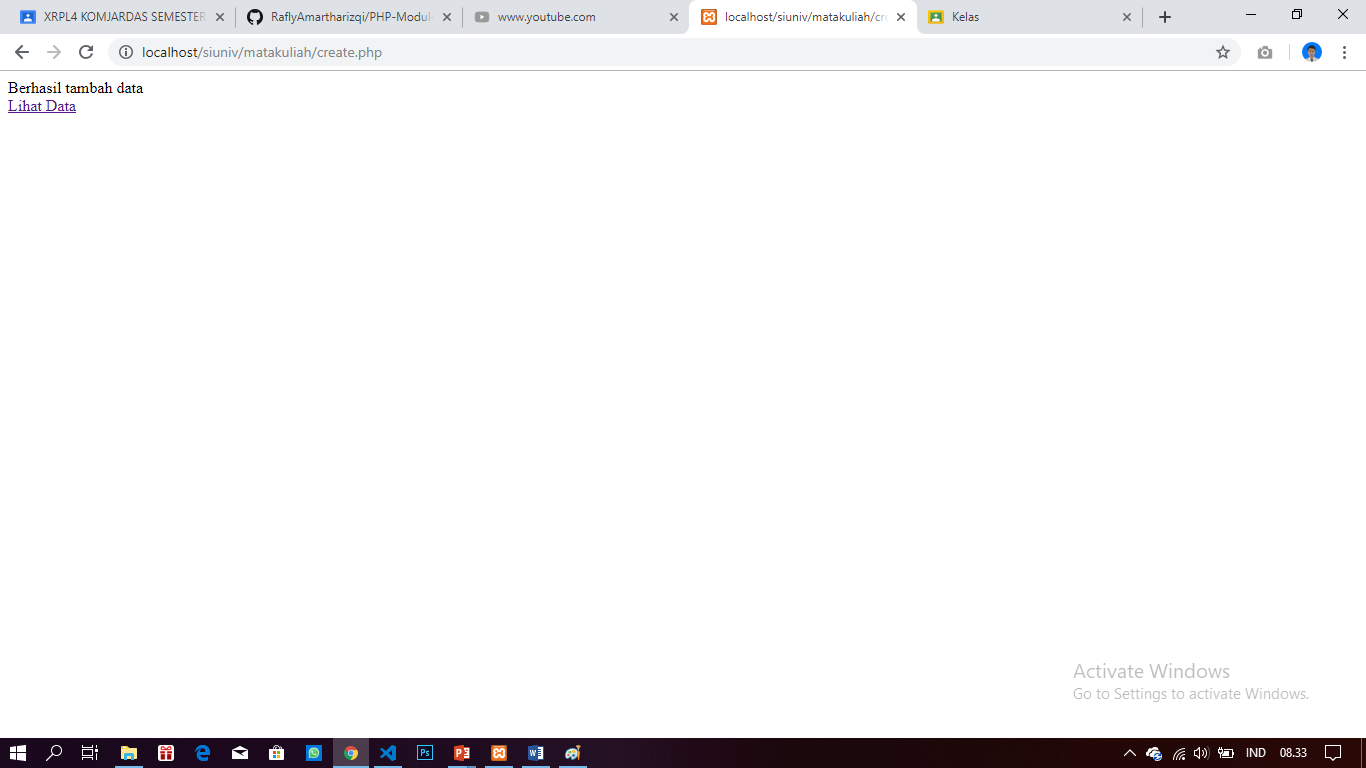 XRPL4 KOMJARDAS SEMESTER
RaflyAmartharizqi/PHP-Modul-
www.youtube.com
localhost/siuniv/matakuliah/cre
Kelas
localhost/siuniv/matakuliah/create.php
Berhasil tambah data
Lihat Data
Activate Windows
Go to Settings to activate Windows.
IND
08.33